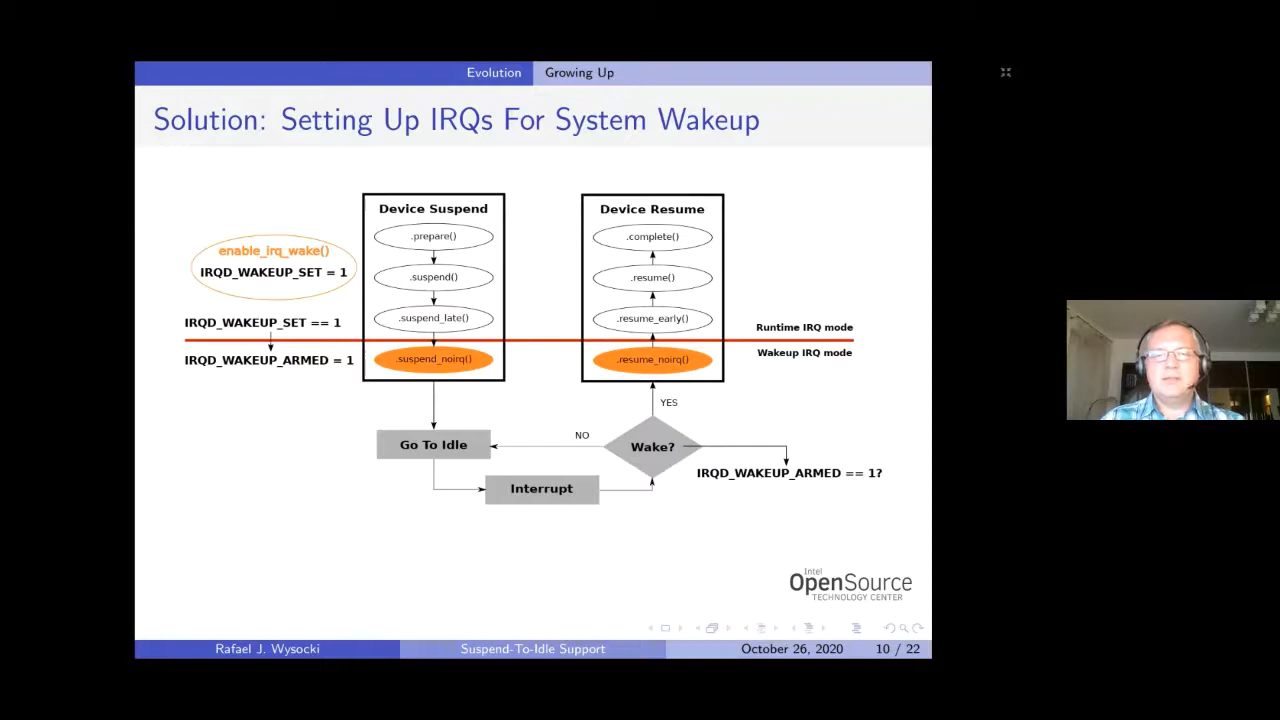 Evolution Growing Up
Solution: Setting Up IRQs For System Wakeup
Device Suspend
.prepare()
.suspend()
.suspend_late()
.suspend_noirq()
Device Resume
.complete()
.resume()
.resume_early()
.resume_noirq()
enable_irq_wake()
IRQD_WAKEUP_SET = 1
IRQD_WAKEUP_SET == 1
IRQD_WAKEUP_ARMED = 1
Runtime IRQ mode
Wakeup IRQ mode
YES
NO
Go To Idle
Wake?
IRQD_WAKEUP_ARMED == 1?
Interrupt
Intel
OpenSource
TECHNOLOGY CENTER
Rafael J. Wysocki Suspend-To-Idle Support October 26, 2020 10 / 22